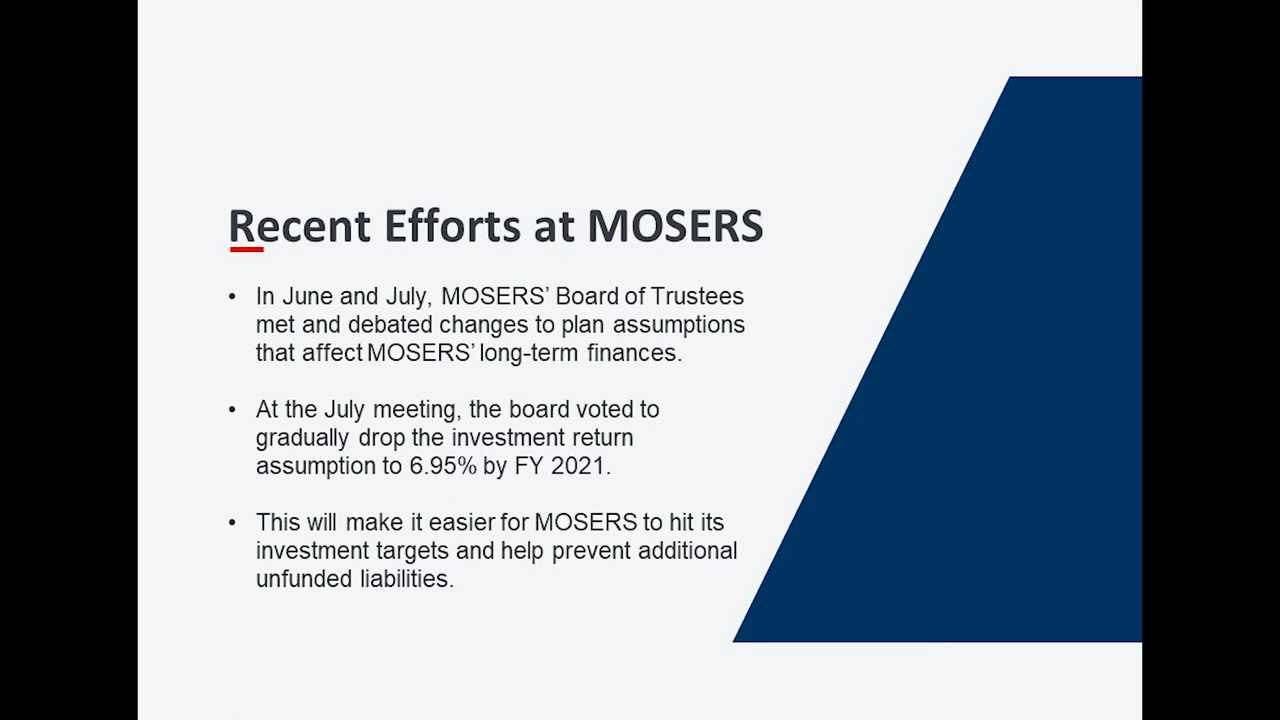 Recent Efforts at MOSERS
• In June and July, MOSERS’ Board of Trustees
met and debated changes to plan assumptions
that affect MOSERS’ long-term finances.
• At the July meeting, the board voted to
gradually drop the investment return
assumption to 6.95% by FY 2021.
• This will make it easier for MOSERS to hit its
investment targets and help prevent additional
unfunded liabilities.